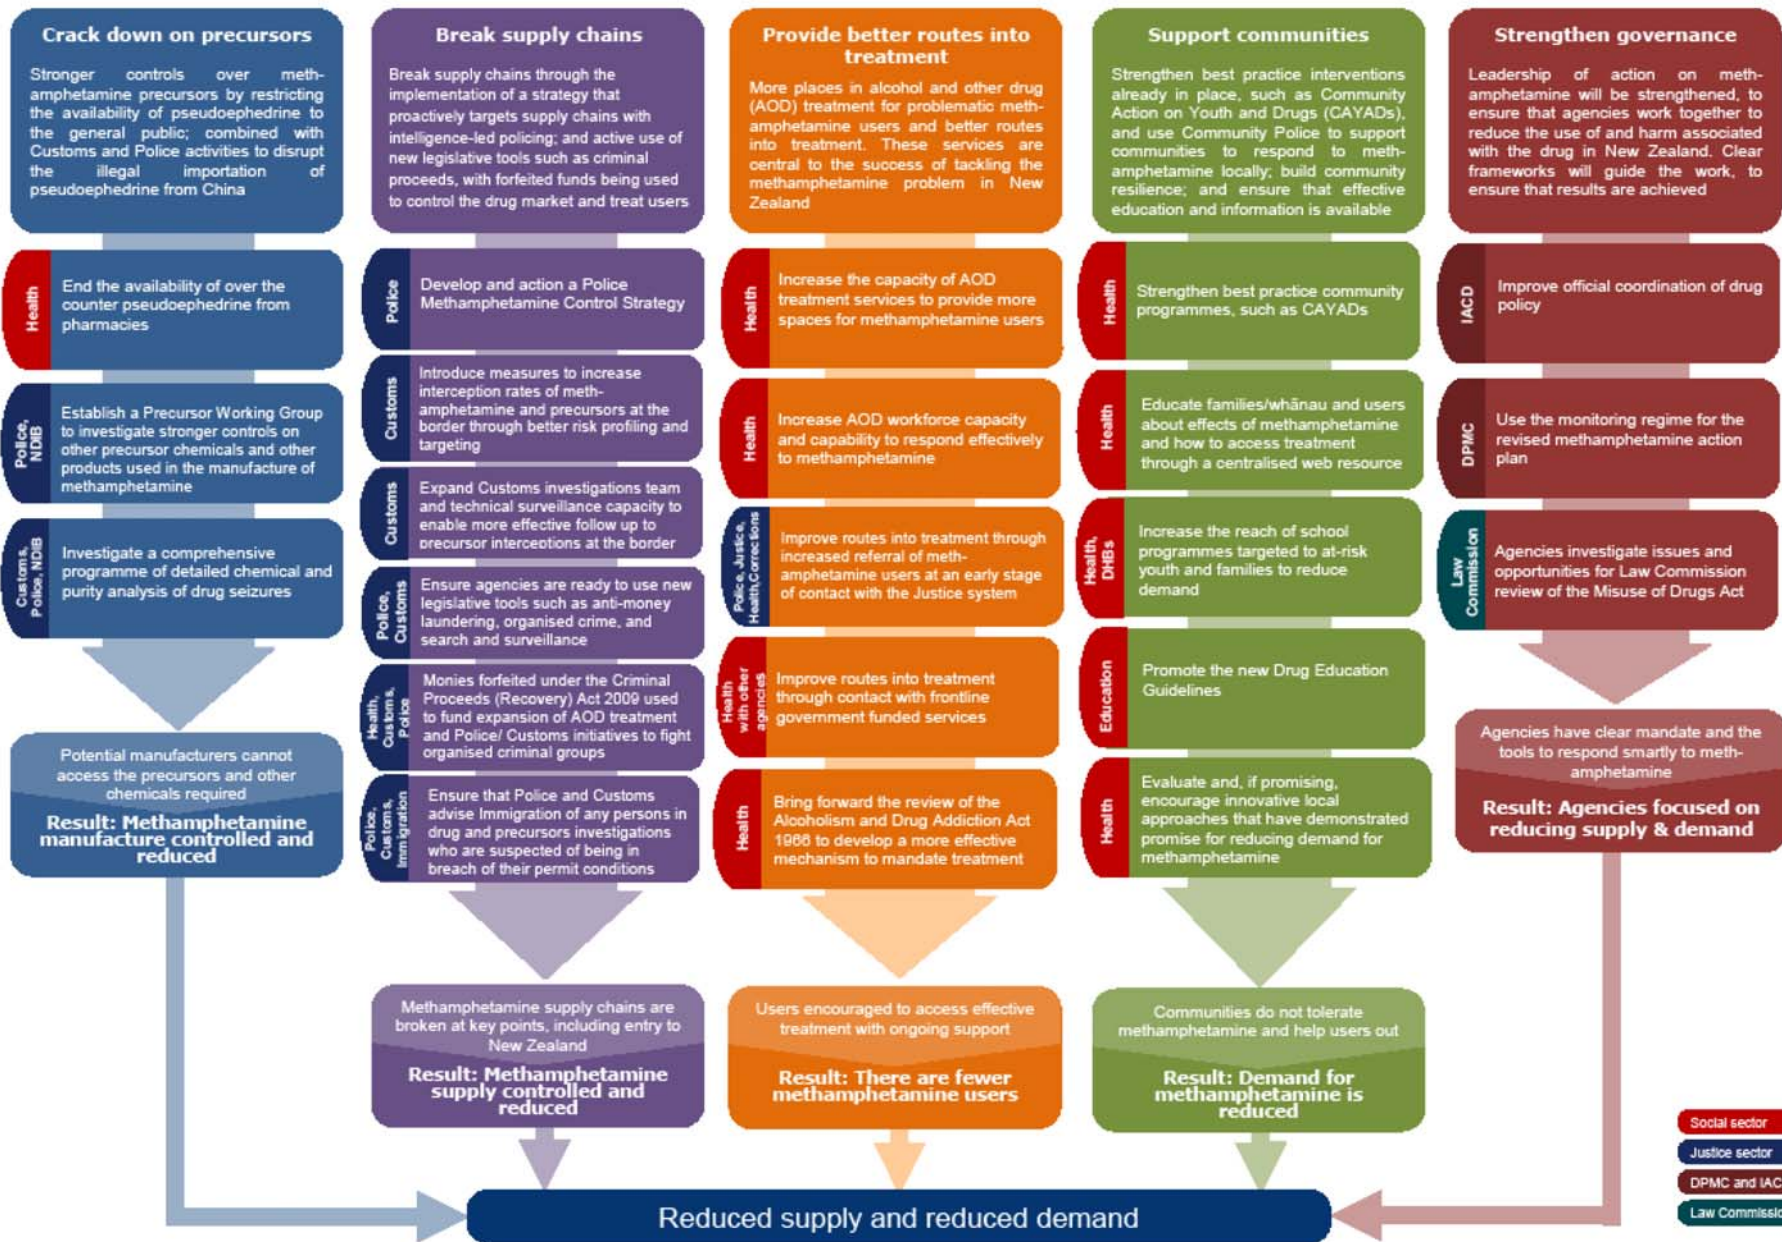 Crack down on precursors
Stronger controls over meth-
amphetamine precursors by restricting
the availability of pseudoephedrine to
the general public; combined with
Customs and Police activities to disrupt
the illegal importation of
pseudoephedrine from China
Health
End the availability of over the
counter pseudoephedrine from
pharmacies
Police,
NDIB
Establish a Precursor Working Group
to investigate stronger controls on
other precursor chemicals and other
products used in the manufacture of
methamphetamine
Customs,
Police, NDIB
Investigate a comprehensive
programme of detailed chemical and
purity analysis of drug seizures
Potential manufacturers cannot
access the precursors and other
chemicals required
Result: Methamphetamine
manufacture controlled and
reduced
Break supply chains
Break supply chains through the
implementation of a strategy that
proactively targets supply chains with
intelligence-led policing; and active use of
new legislative tools such as criminal
proceeds, with forfeited funds being used
to control the drug market and treat users
Police
Develop and action a Police
Methamphetamine Control Strategy
Customs
Introduce measures to increase
interception rates of meth-
amphetamine and precursors at the
border through better risk profiling and
targeting
Customs
Expand Customs investigations team
and technical surveillance capacity to
enable more effective follow up to
precursor interceptions at the border
Police,
Customs
Ensure agencies are ready to use new
legislative tools such as anti-money
laundering, organised crime, and
search and surveillance
Health,
Customs,
Police
Monies forfeited under the Criminal
Proceeds (Recovery) Act 2009 used
to fund expansion of AOD treatment
and Police/ Customs initiatives to fight
organised criminal groups
Police,
Customs,
Immigration
Ensure that Police and Customs
advise Immigration of any persons in
drug and precursors investigations
who are suspected of being in
breach of their permit conditions
Methamphetamine supply chains are
broken at key points, including entry to
New Zealand
Result: Methamphetamine
supply controlled and
reduced
Provide better routes into
treatment
More places in alcohol and other drug
(AOD) treatment for problematic meth-
amphetamine users and better routes
into treatment. These services are
central to the success of tackling the
methamphetamine problem in New
Zealand
Health
Increase the capacity of AOD
treatment services to provide more
spaces for methamphetamine users
Health
Increase AOD workforce capacity
and capability to respond effectively
to methamphetamine
Police, Justice,
Health,Corrections
Improve routes into treatment through
increased referral of meth-
amphetamine users at an early stage
of contact with the Justice system
Health
with other
agencies
Improve routes into treatment
through contact with frontline
government funded services
Health
Bring forward the review of the
Alcoholism and Drug Addiction Act
1966 to develop a more effective
mechanism to mandate treatment
Users encouraged to access effective
treatment with ongoing support
Result: There are fewer
methamphetamine users
Support communities
Strengthen best practice interventions
already in place, such as Community
Action on Youth and Drugs (CAYADs),
and use Community Police to support
communities to respond to meth-
amphetamine locally; build community
resilience; and ensure that effective
education and information is available
Health
Strengthen best practice community
programmes, such as CAYADs
Health
Educate families/whānau and users
about effects of methamphetamine
and how to access treatment
through a centralised web resource
Health,
DHBs
Increase the reach of school
programmes targeted to at-risk
youth and families to reduce
demand
Education
Promote the new Drug Education
Guidelines
Health
Evaluate and, if promising,
encourage innovative local
approaches that have demonstrated
promise for reducing demand for
methamphetamine
Communities do not tolerate
methamphetamine and help users out
Result: Demand for
methamphetamine is
reduced
Strengthen governance
Leadership of action on meth-
amphetamine will be strengthened, to
ensure that agencies work together to
reduce the use of and harm associated
with the drug in New Zealand. Clear
frameworks will guide the work, to
ensure that results are achieved
IACD
Improve official coordination of drug
policy
DPMC
Use the monitoring regime for the
revised methamphetamine action
plan
Law
Commission
Agencies investigate issues and
opportunities for Law Commission
review of the Misuse of Drugs Act
Agencies have clear mandate and the
tools to respond smartly to meth-
amphetamine
Result: Agencies focused on
reducing supply & demand
Reduced supply and reduced demand
Social sector
Justice sector
DPMC and IAC
Law Commissio